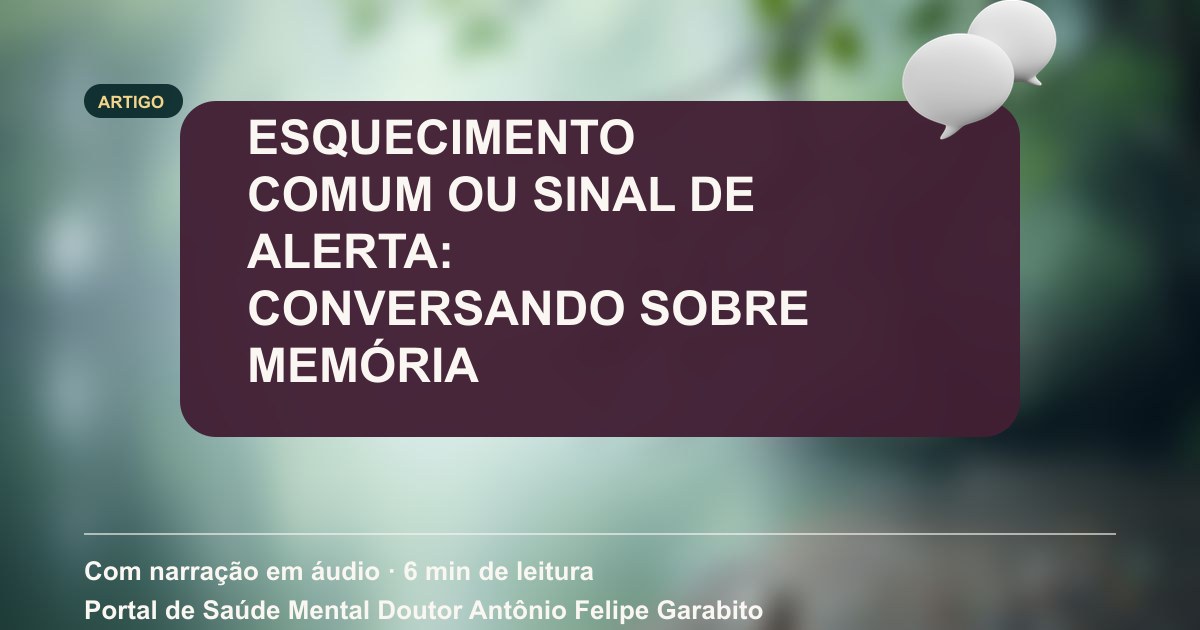 ARTIGO
ESQUECIMENTO
COMUM OU SINAL DE
ALERTA:
CONVERSANDO SOBRE
MEMÓRIA
Com narração em áudio · 6 min de leitura
Portal de Saúde Mental Doutor Antônio Felipe Garabito